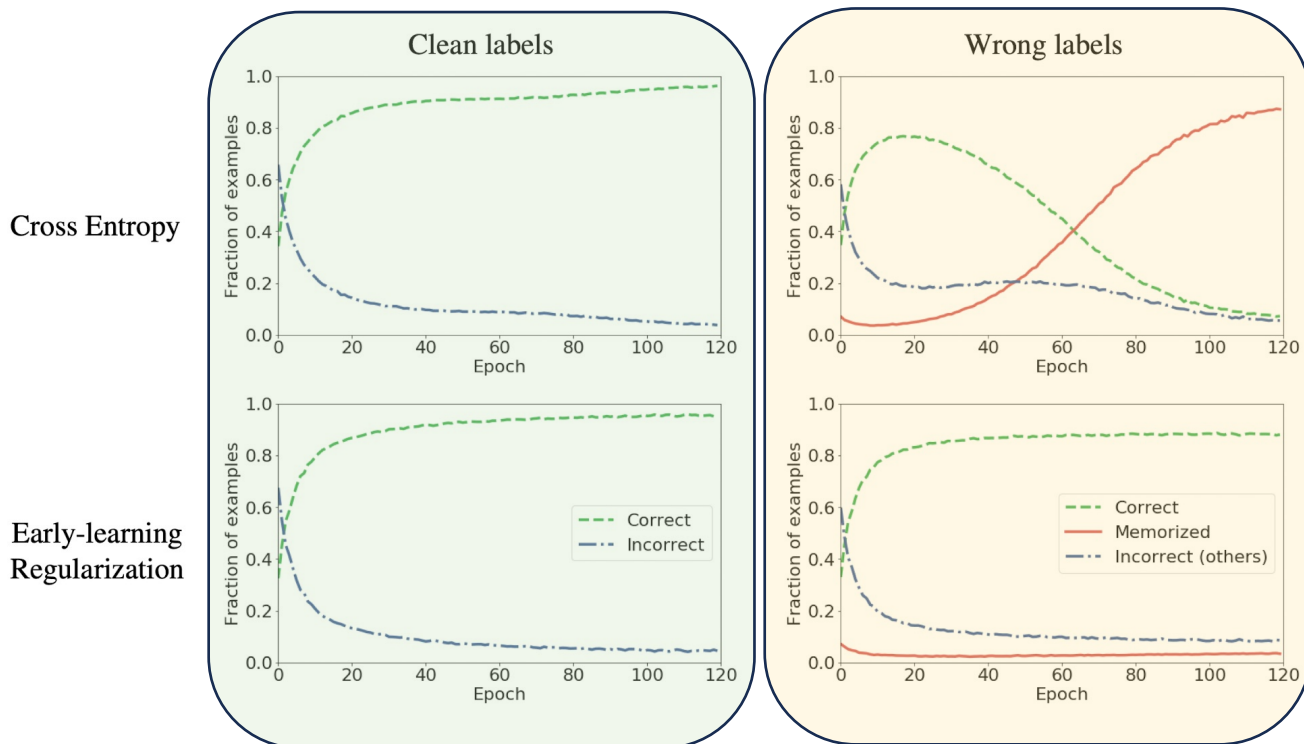 Clean labels
Wrong labels
Cross Entropy
Fraction of examples
1.0
0.8
0.6
0.4
0.2
0.0
0 20 40 60 80 100 120
Epoch
Fraction of examples
1.0
0.8
0.6
0.4
0.2
0.0
0 20 40 60 80 100 120
Epoch
Early-learning
Regularization
Fraction of examples
1.0
0.8
0.6
0.4
0.2
0.0
Correct
Incorrect
0 20 40 60 80 100 120
Epoch
Fraction of examples
1.0
0.8
0.6
0.4
0.2
0.0
Correct
Memorized
Incorrect (others)
0 20 40 60 80 100 120
Epoch